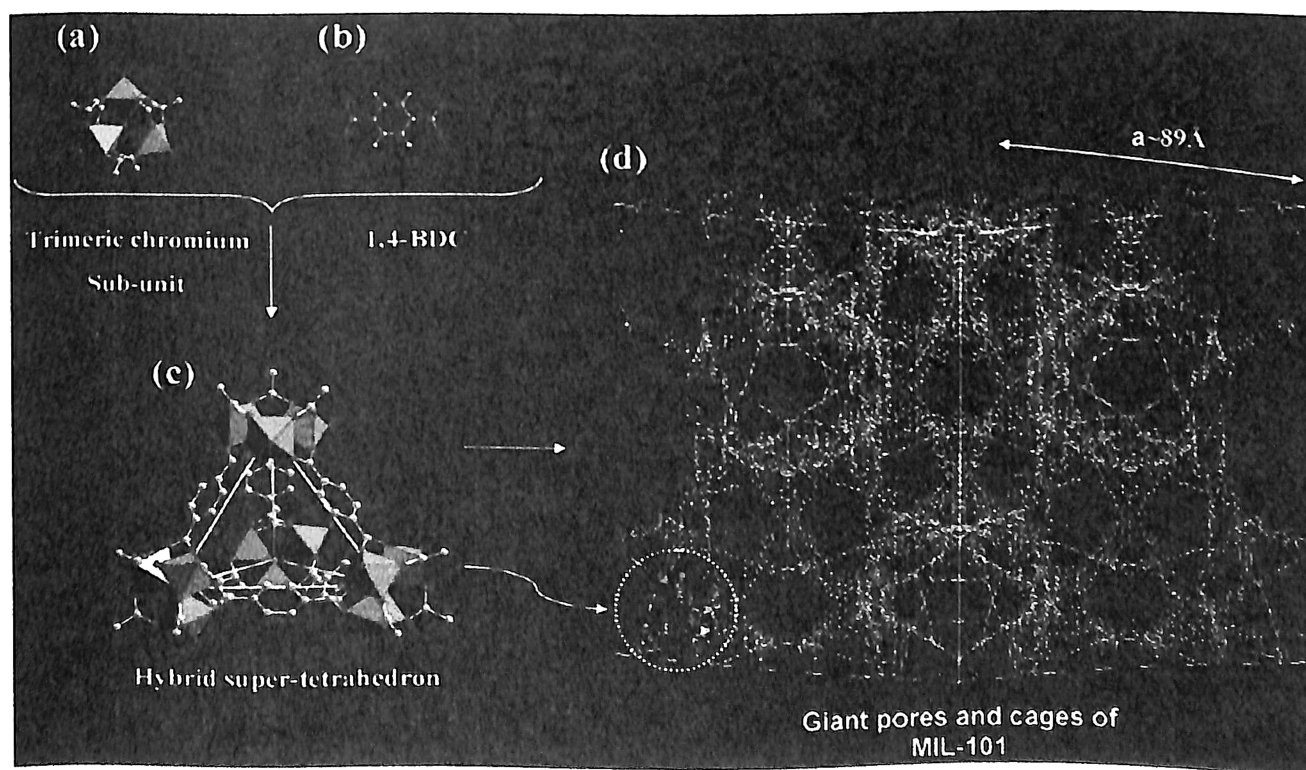 (a)
(b)
Trimeric chromium
Sub-unit
1,4-BDC
(c)
Hybrid super-tetrahedron
(d)
a~89Å
Giant pores and cages of
MIL-101